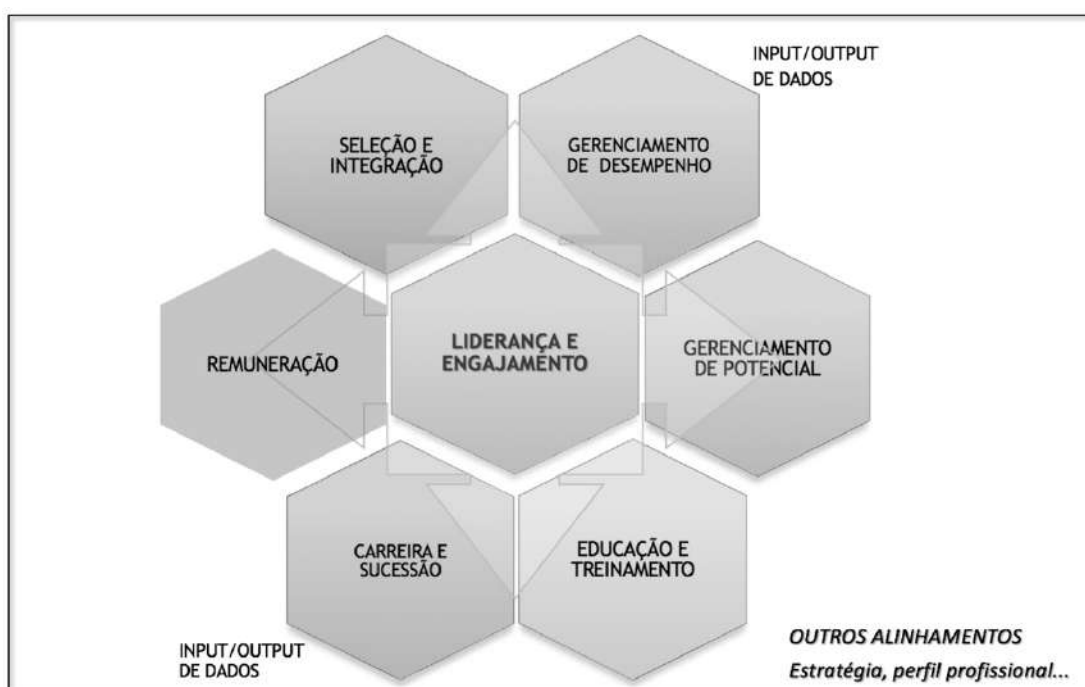 INPUT/OUTPUT
DE DADOS
SELEÇÃO E
INTEGRAÇÃO
GERENCIAMENTO
DE DESEMPENHO
REMUNERAÇÃO
LIDERANÇA E
ENGAJAMENTO
GERENCIAMENTO
DE POTENCIAL
CARREIRA E
SUCESSÃO
EDUCAÇÃO E
TREINAMENTO
INPUT/OUTPUT
DE DADOS
OUTROS ALINHAMENTOS
Estratégia, perfil profissional...